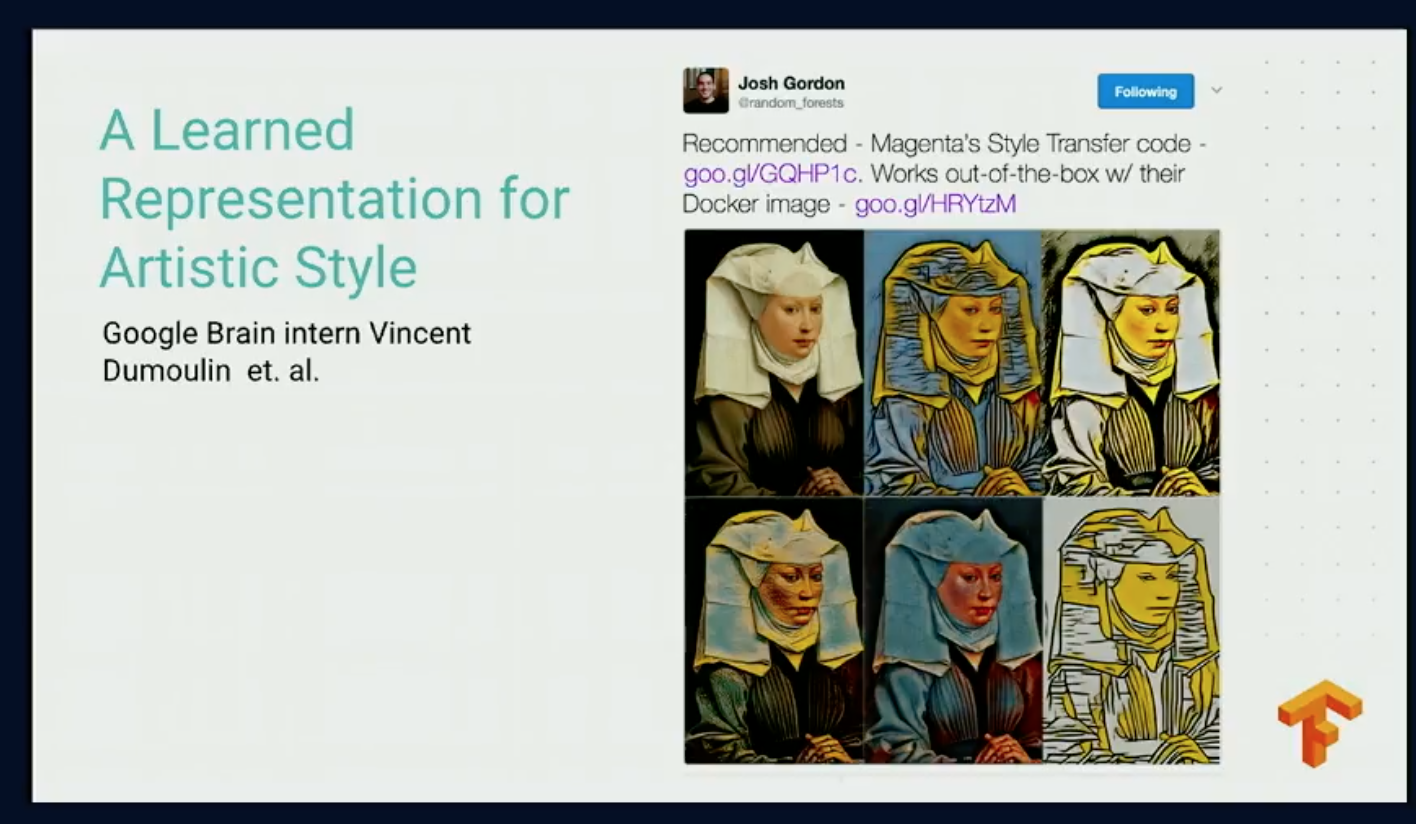 A Learned
Representation for
Artistic Style
Google Brain intern Vincent
Dumoulin et. al.
Josh Gordon
@random_forests
Following
Recommended - Magenta's Style Transfer code -
goo.gl/GQHP1c. Works out-of-the-box w/ their
Docker image - goo.gl/HRYtzM